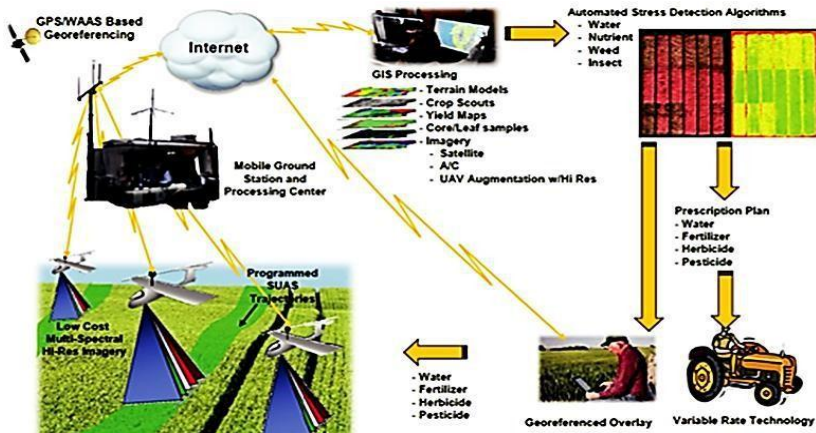 GPS/WAAS Based
Georeferencing
Internet
GIS Processing
- Terrain Models
- Crop Scouts
- Yield Maps
- Core/Leaf samples
- Imagery
- Satellite
- A/C
- UAV Augmentation w/Hi Res
Automated Stress Detection Algorithms
- Water
- Nutrient
- Weed
- Insect
Mobile Ground
Station and
Processing Center
Prescription Plan
- Water
- Fertilizer
- Herbicide
- Pesticide
Programmed
SUAS
Trajectories
Low Cost
Multi-Spectral
Hi-Res Imagery
- Water
- Fertilizer
- Herbicide
- Pesticide
Georeferenced Overlay
Variable Rate Technology